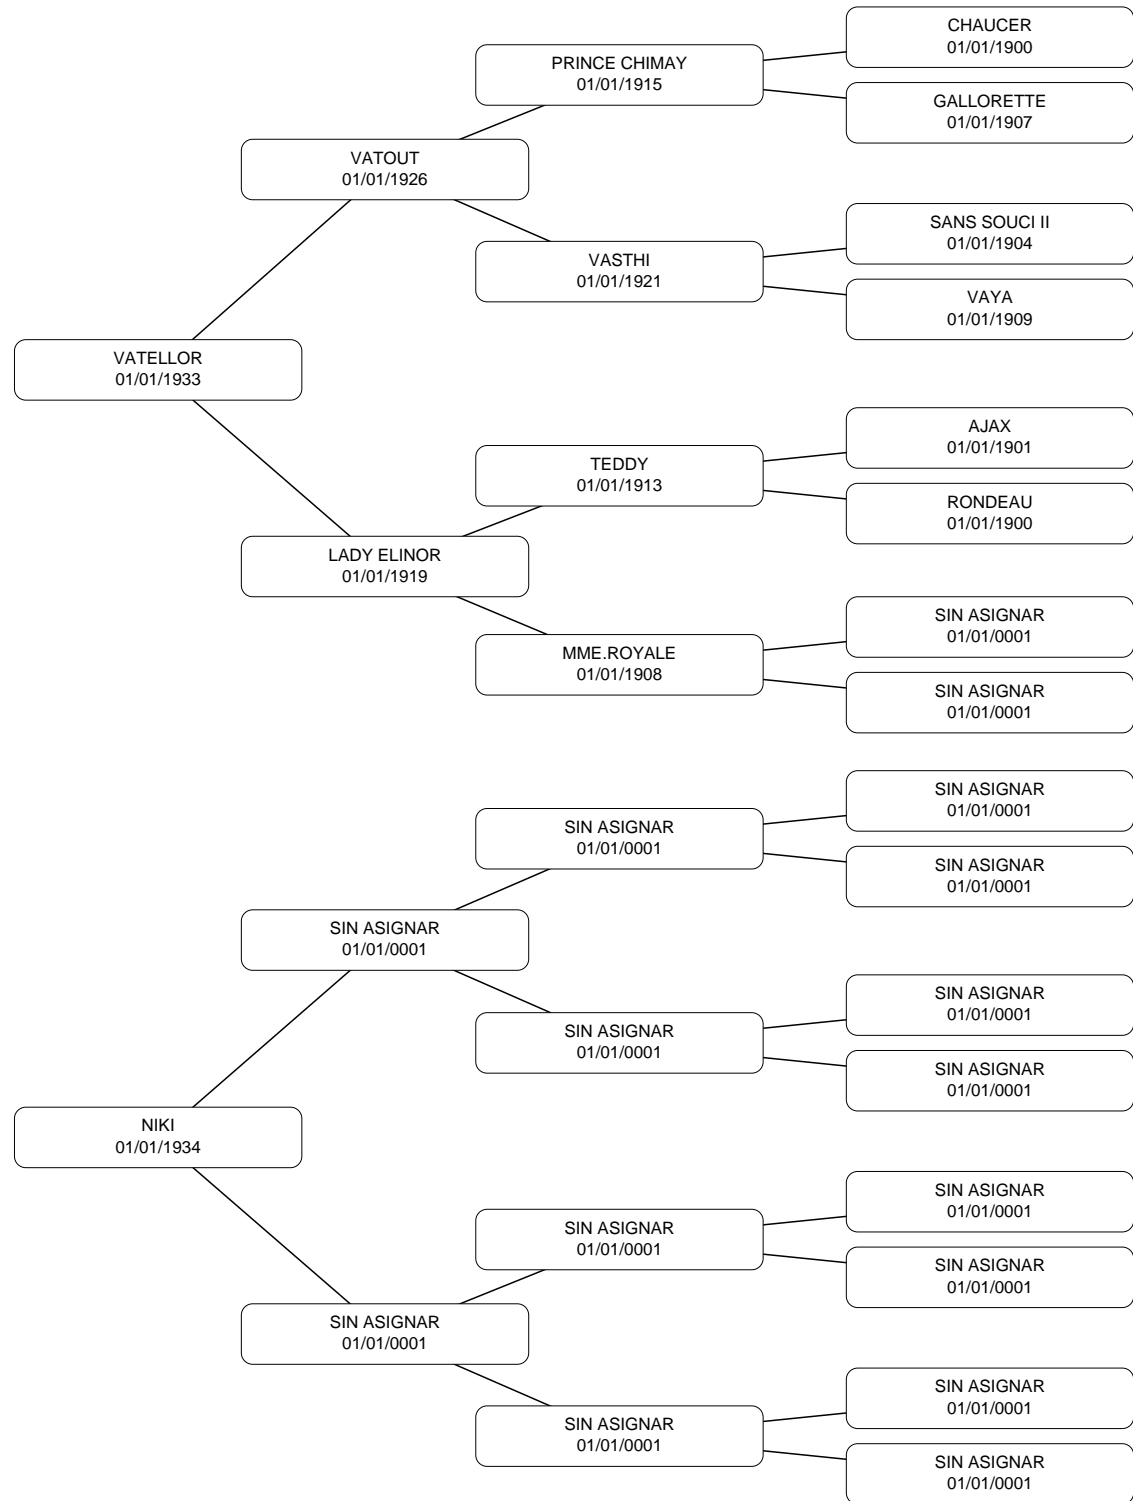 CHAUCER
01/01/1900
PRINCE CHIMAY
01/01/1915
GALLORETTE
01/01/1907
VATOUT
01/01/1926
SANS SOUCI II
01/01/1904
VASTHI
01/01/1921
VAYA
01/01/1909
VATELLOR
01/01/1933
AJAX
01/01/1901
TEDDY
01/01/1913
RONDEAU
01/01/1900
LADY ELINOR
01/01/1919
SIN ASIGNAR
01/01/0001
MME.ROYALE
01/01/1908
SIN ASIGNAR
01/01/0001
SIN ASIGNAR
01/01/0001
SIN ASIGNAR
01/01/0001
SIN ASIGNAR
01/01/0001
SIN ASIGNAR
01/01/0001
SIN ASIGNAR
01/01/0001
SIN ASIGNAR
01/01/0001
SIN ASIGNAR
01/01/0001
NIKI
01/01/1934
SIN ASIGNAR
01/01/0001
SIN ASIGNAR
01/01/0001
SIN ASIGNAR
01/01/0001
SIN ASIGNAR
01/01/0001
SIN ASIGNAR
01/01/0001
SIN ASIGNAR
01/01/0001
SIN ASIGNAR
01/01/0001